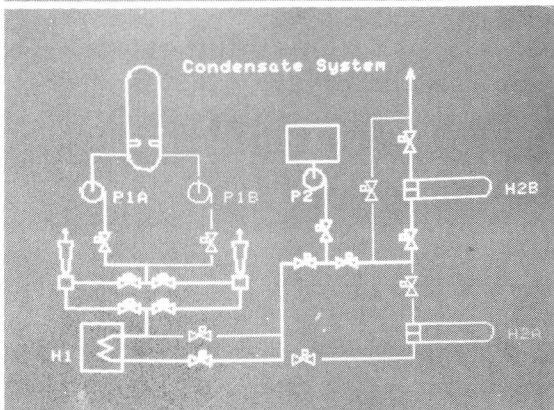 Condensate System
P1A
P1B
P2
H2B
H1
H2A